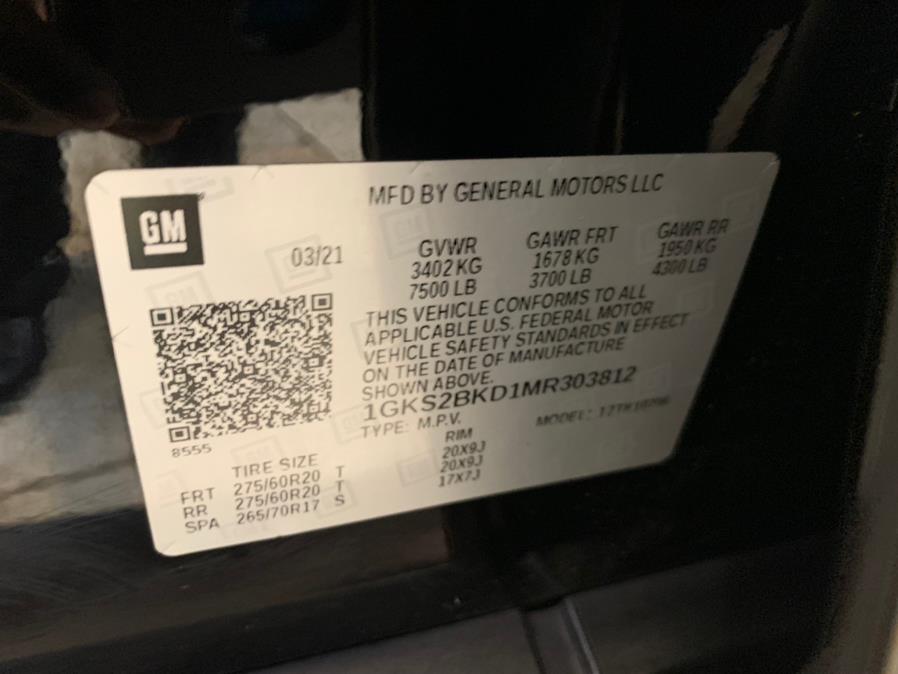 MFD BY GENERAL MOTORS LLC
GM
03/21
GVWR
3402 KG
7500 LB
GAWR FRT
1678 KG
3700 LB
GAWR RR
1950 KG
4300 LB
THIS VEHICLE CONFORMS TO ALL
APPLICABLE U.S. FEDERAL MOTOR
VEHICLE SAFETY STANDARDS IN EFFECT
ON THE DATE OF MANUFACTURE
SHOWN ABOVE.
1GKS2BKD1MR303812
TYPE: M.P.V. MODEL:
8555
TIRE SIZE RIM
FRT 275/60R20 T 20X9J
RR 275/60R20 T 20X9J
SPA 265/70R17 S 17X7J